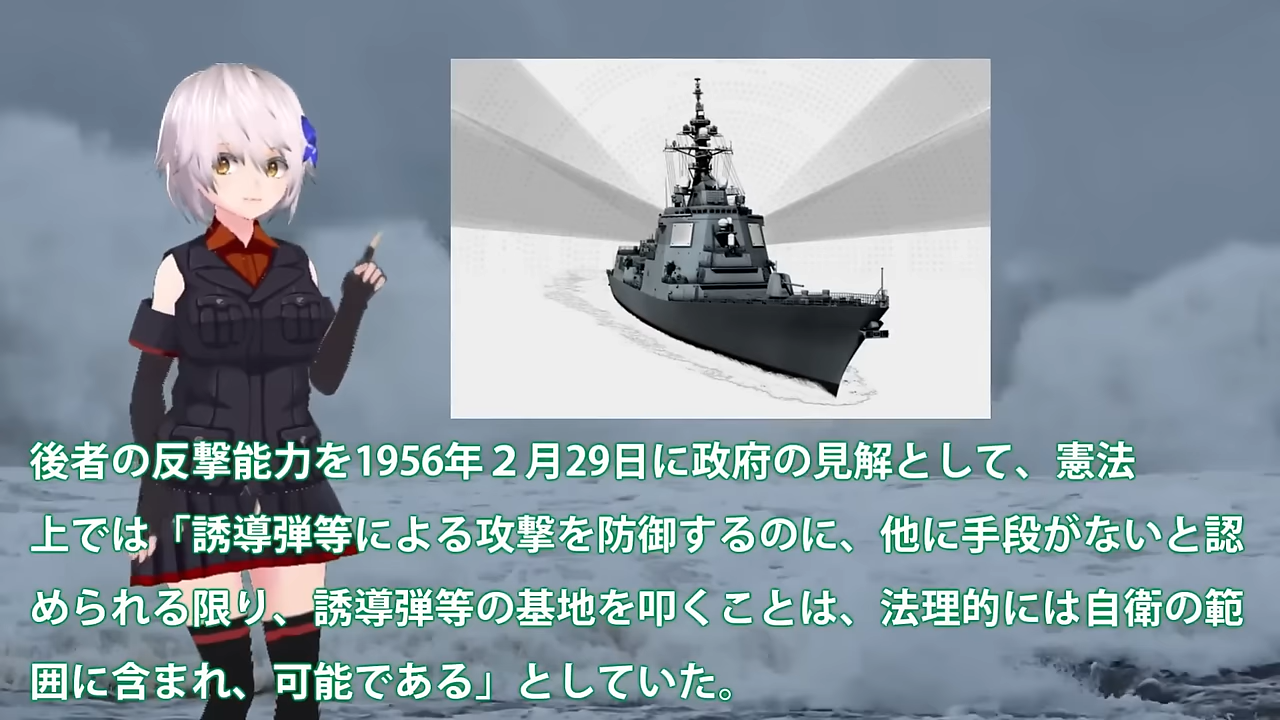 後者の反撃能力を1956年２月29日に政府の見解として、憲法
上では「誘導弾等による攻撃を防御するのに、他に手段がないと認
められる限り、誘導弾等の基地を叩くことは、法理的には自衛の範
囲に含まれ、可能である」としていた。